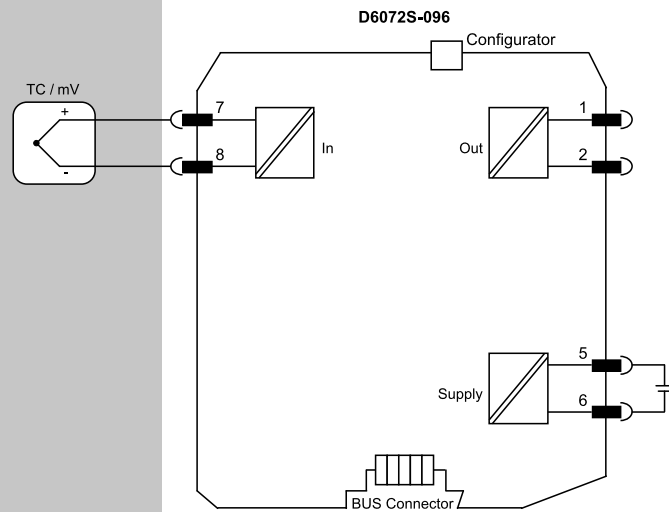 D6072S-096
Configurator
TC / mV
+
7
1
In
Out
8
2
-
5
Supply
6
BUS Connector